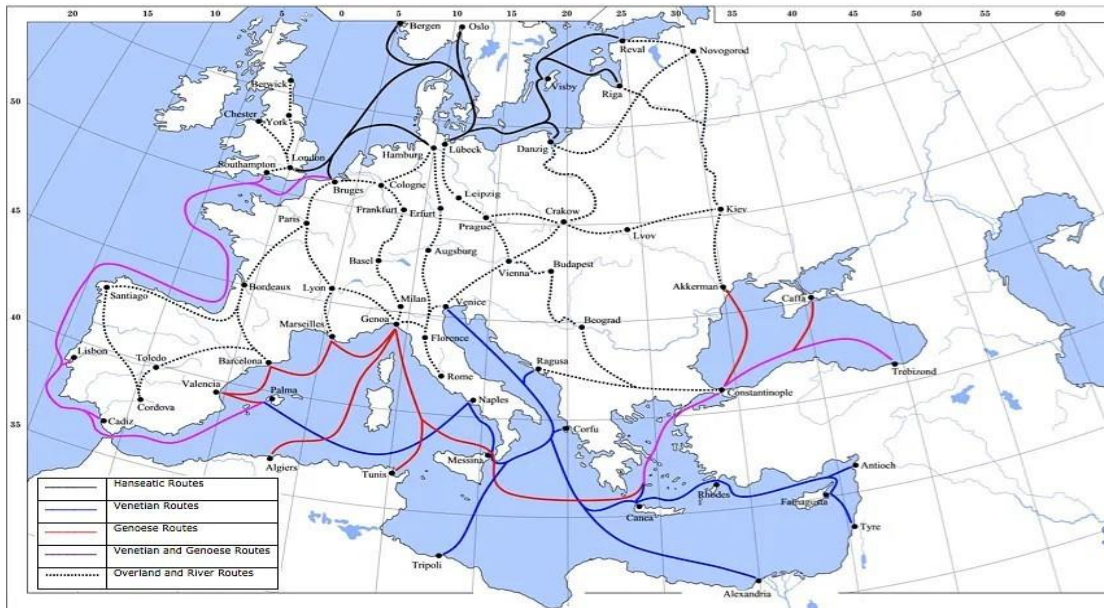 20 15 10 5 0 5 10 15 20 25 30 35 40 45 50 55 60
Bergen
Oslo
Reval
Novogorod
Berwick
Visby
Riga
50
Chester
York
London
Hamburg
Lübeck
Danzig
Southampton
Bruges
Cologne
Leipzig
45
Paris
Frankfurt
Erfurt
Prague
Crakow
Kiev
Lvov
Augsburg
Basel
Vienna
Budapest
Santiago
Bordeaux
Lyon
Milan
Venice
Akkerman
Caffa
40
Marseilles
Genoa
Florence
Beograd
Lisbon
Toledo
Barcelona
Ragusa
Trebizond
Valencia
Palma
Rome
Constantinople
Cordova
Naples
35
Cadiz
Corfu
Algiers
Tunis
Messina
Antioch
Rhodes
Famagusta
Canea
Tyre
Tripoli
Alexandria
Hanseatic Routes
Venetian Routes
Genoese Routes
Venetian and Genoese Routes
Overland and River Routes